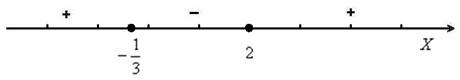 + − +
-1/3 2 X